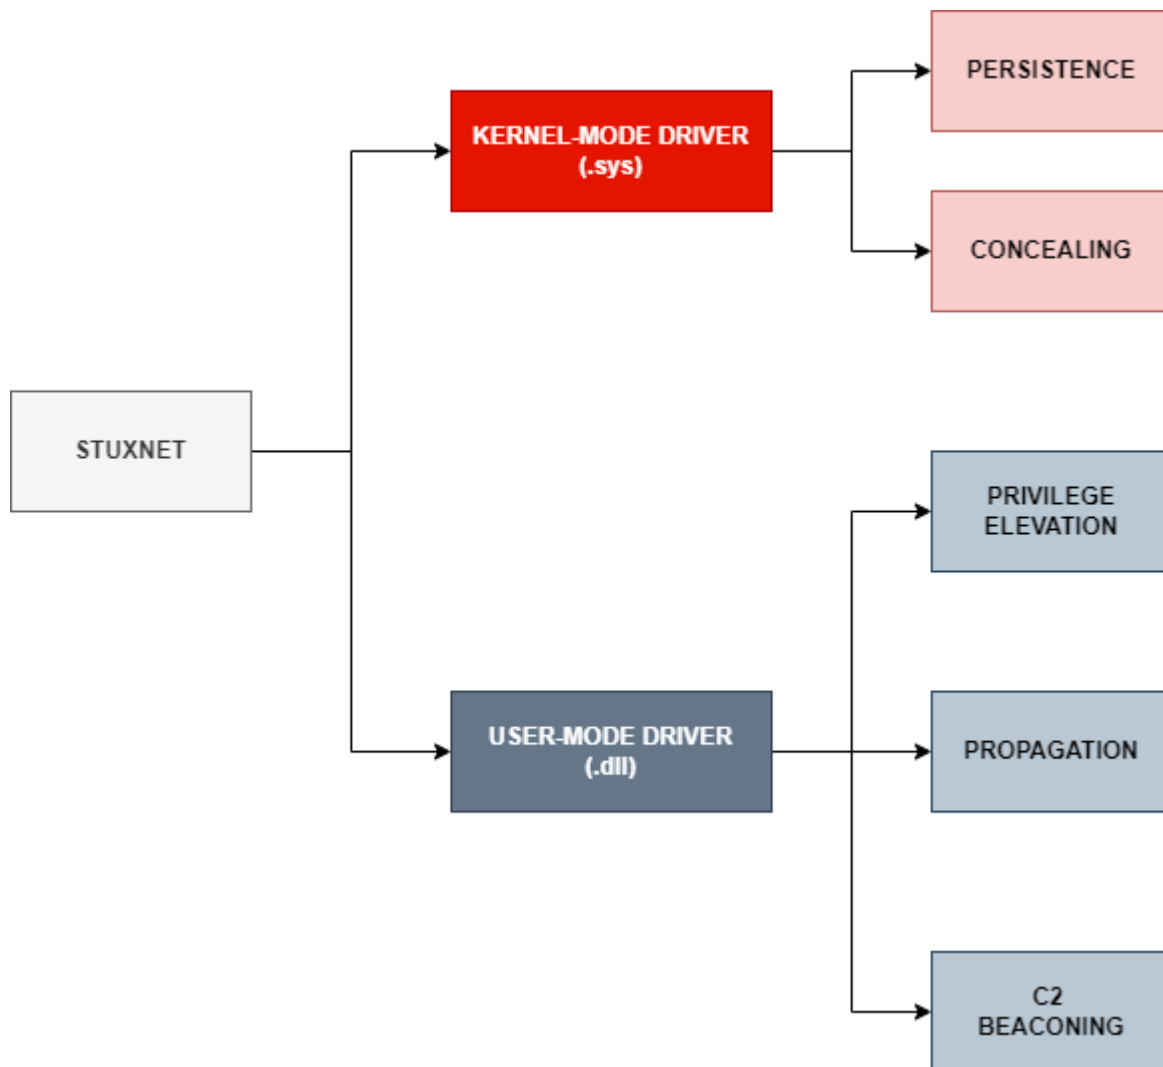 PERSISTENCE
KERNEL-MODE DRIVER
(.sys)
CONCEALING
STUXNET
PRIVILEGE
ELEVATION
USER-MODE DRIVER
(.dll)
PROPAGATION
C2
BEACONING